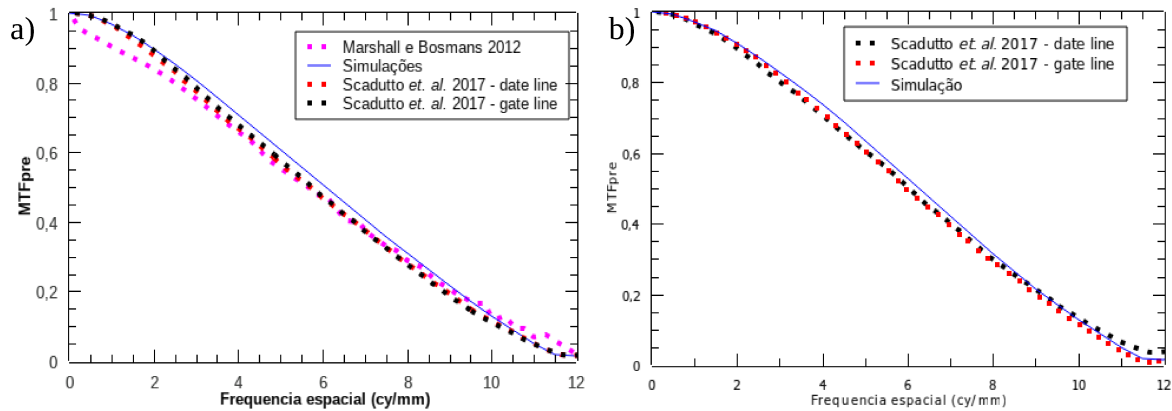 a)
1
0,8
0,6
0,4
0,2
0
0
2
4
6
8
10
12
MTFpre
Frequencia espacial (cy/mm)
Marshall e Bosmans 2012
Simulações
Scadutto et. al. 2017 - date line
Scadutto et. al. 2017 - gate line
b)
1
0,8
0,6
0,4
0,2
0
0
2
4
6
8
10
12
MTFpre
Frequencia espacial (cy/mm)
Scadutto et. al. 2017 - date line
Scadutto et. al. 2017 - gate line
Simulação